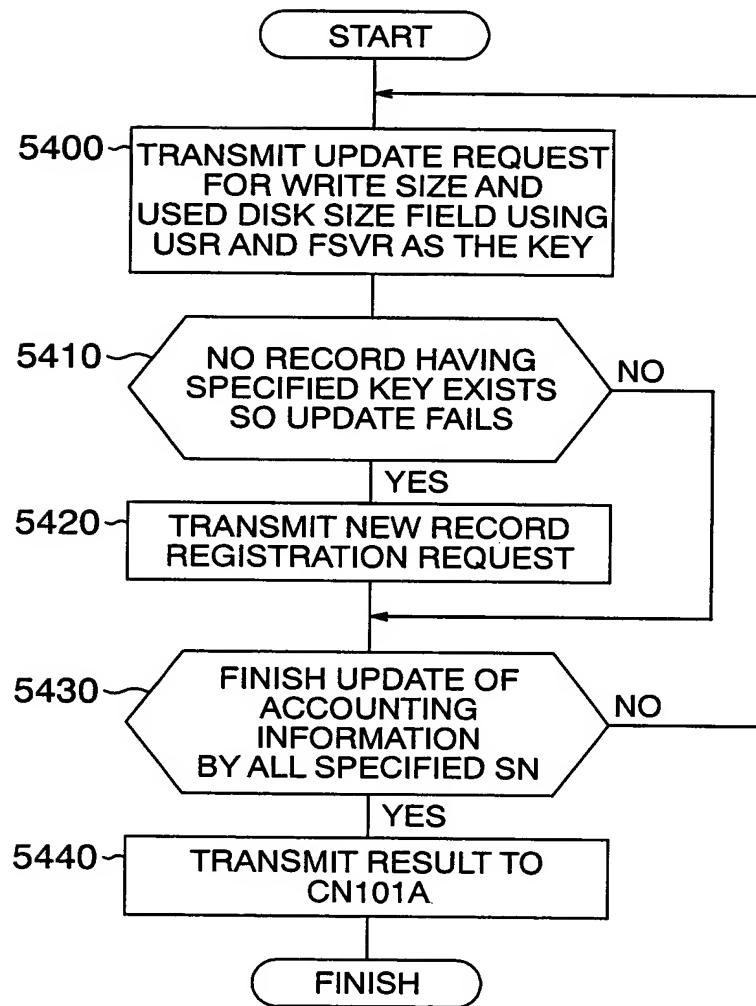 START
5400
TRANSMIT UPDATE REQUEST
FOR WRITE SIZE AND
USED DISK SIZE FIELD USING
USR AND FSVR AS THE KEY
5410
NO RECORD HAVING
SPECIFIED KEY EXISTS
SO UPDATE FAILS
NO
YES
5420
TRANSMIT NEW RECORD
REGISTRATION REQUEST
5430
FINISH UPDATE OF
ACCOUNTING
INFORMATION
BY ALL SPECIFIED SN
NO
YES
5440
TRANSMIT RESULT TO
CN101A
FINISH